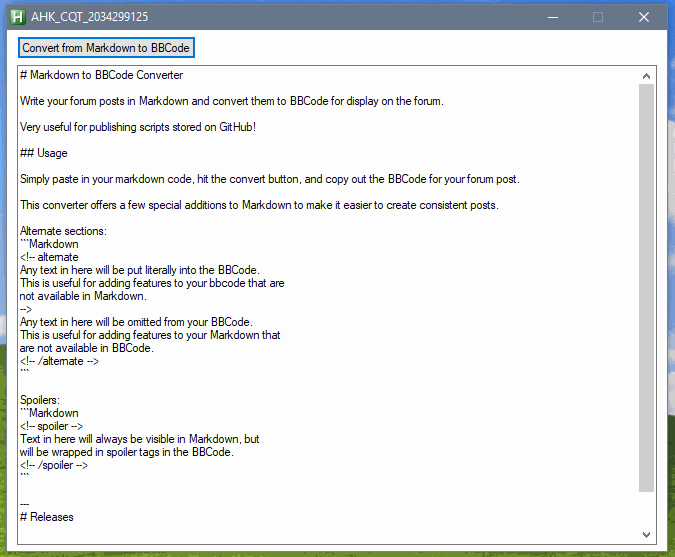 H AHK_CQT_2034299125
Convert from Markdown to BBCode
# Markdown to BBCode Converter
Write your forum posts in Markdown and convert them to BBCode for display on the forum.
Very useful for publishing scripts stored on GitHub!
## Usage
Simply paste in your markdown code, hit the convert button, and copy out the BBCode for your forum post.
This converter offers a few special additions to Markdown to make it easier to create consistent posts.
Alternate sections:
```Markdown
<!-- alternate
Any text in here will be put literally into the BBCode.
This is useful for adding features to your bbcode that are
not available in Markdown.
-->
Any text in here will be omitted from your BBCode.
This is useful for adding features to your Markdown that
are not available in BBCode.
<!-- /alternate -->
```
Spoilers:
```Markdown
<!-- spoiler -->
Text in here will always be visible in Markdown, but
will be wrapped in spoiler tags in the BBCode.
<!-- /spoiler -->
```
---
# Releases